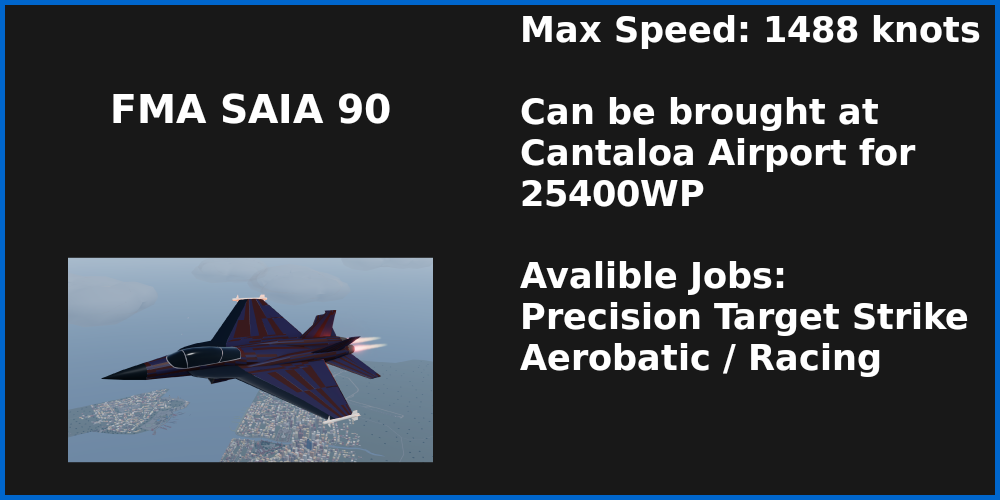 FMA SAIA 90
Max Speed: 1488 knots
Can be brought at
Cantaloa Airport for
25400WP
Avalible Jobs:
Precision Target Strike
Aerobatic / Racing